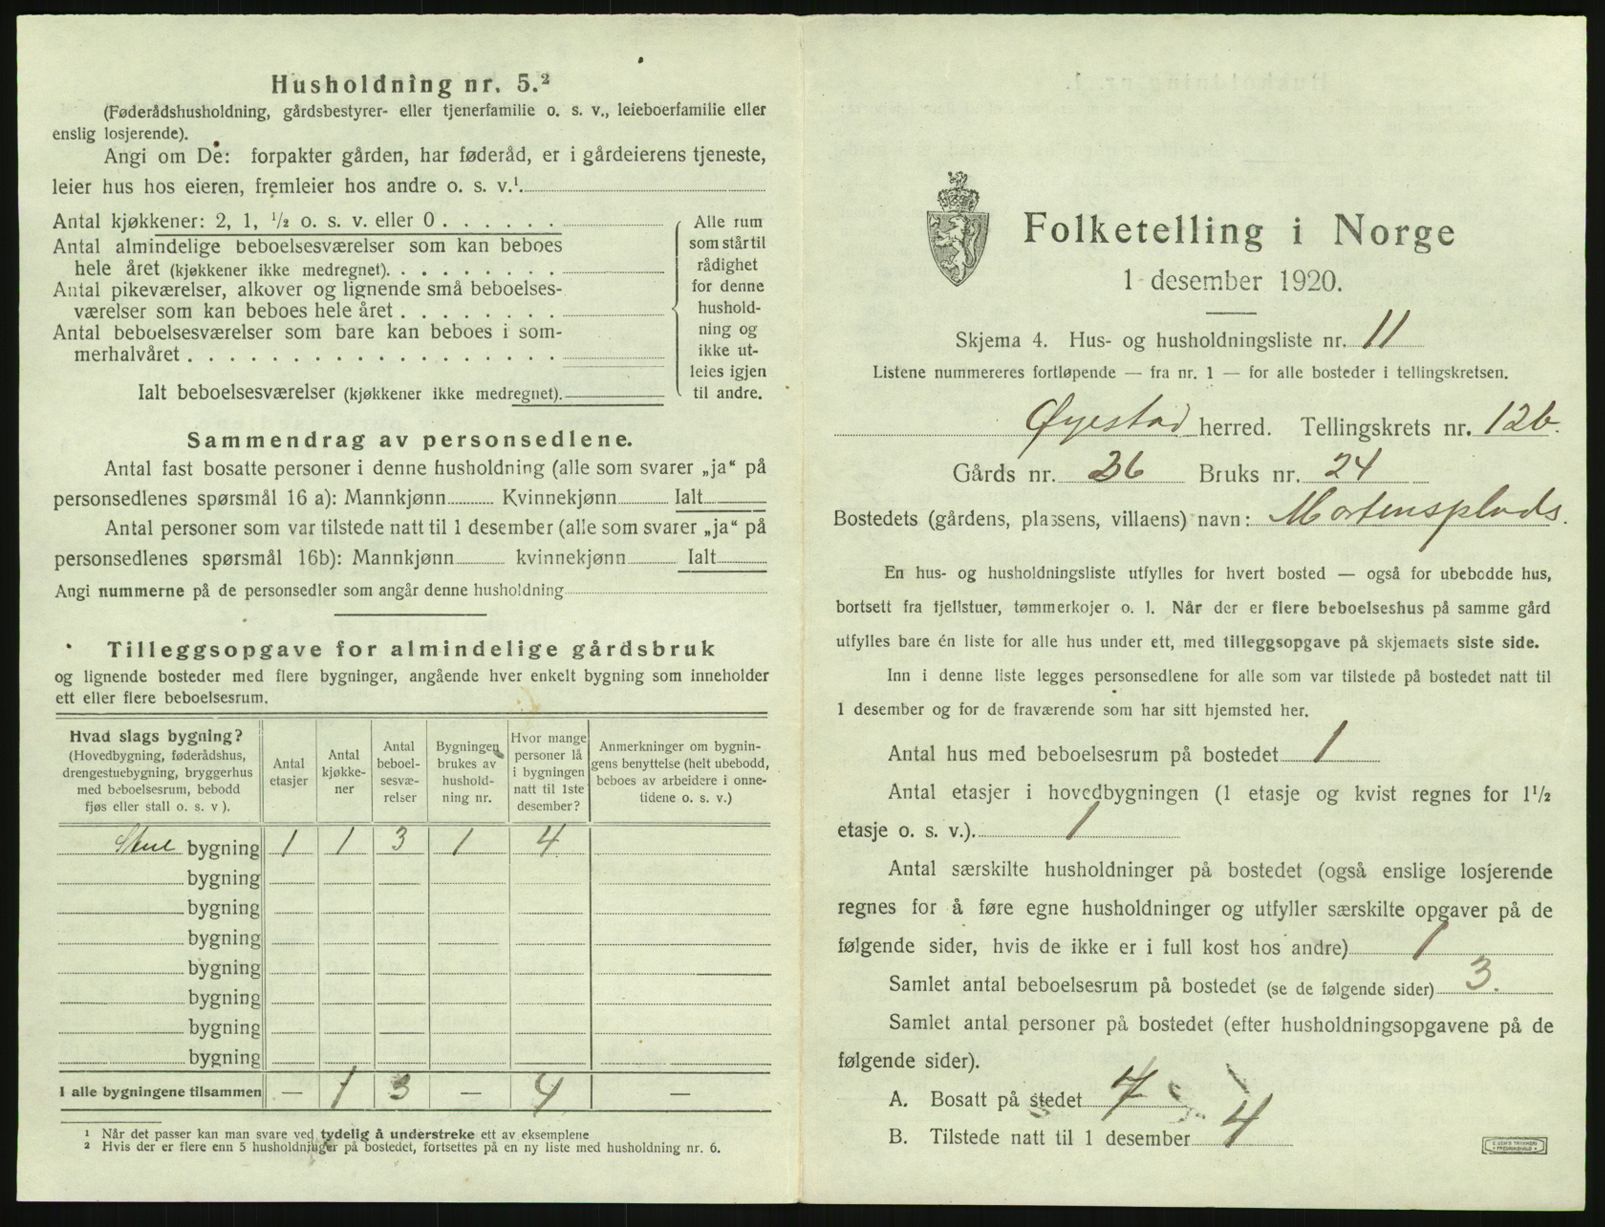 Husholdning nr. 5.²
(Føderådshusholdning, gårdsbestyrer- eller tjenerfamilie o. s. v., leieboerfamilie eller
enslig losjerende).
Angi om De: forpakter gården, har føderåd, er i gårdeierens tjeneste,
leier hus hos eieren, fremleier hos andre o. s. v.¹
Antal kjøkkener: 2, 1, ½ o. s. v. eller 0
Antal almindelige beboelsesværelser som kan beboes
hele året (kjøkkener ikke medregnet).
Antal pikeværelser, alkover og lignende små beboelses-
værelser som kan beboes hele året
Antal beboelsesværelser som bare kan beboes i som-
merhalvåret
Ialt beboelsesværelser (kjøkkener ikke medregnet).
Alle rum
som står til
rådighet
for denne
hushold-
ning og
ikke ut-
leies igjen
til andre.
Sammendrag av personsedlene.
Antal fast bosatte personer i denne husholdning (alle som svarer „ja“ på
personsedlenes spørsmål 16 a): Mannkjønn Kvinnekjønn Ialt
Antal personer som var tilstede natt til 1 desember (alle som svarer „ja“ på
personsedlenes spørsmål 16b): Mannkjønn kvinnekjønn Ialt
Angi nummerne på de personsedler som angår denne husholdning
Tilleggsopgave for almindelige gårdsbruk
og lignende bosteder med flere bygninger, angående hver enkelt bygning som inneholder
ett eller flere beboelsesrum.
Hvad slags bygning?
(Hovedbygning, føderådshus,
drengestuebygning, bryggerhus
med beboelsesrum, bebodd
fjøs eller stall o. s. v ).
Antal
etasjer
Antal
kjøkke-
ner
Antal
beboel-
sesvæ-
relser
Bygningen
brukes av
hushold-
ning nr.
Hvor mange
personer lå
i bygningen
natt til 1ste
desember?
Anmerkninger om bygnin-
gens benyttelse (helt ubebodd,
beboes av arbeidere i onne-
tidene o. s. v.)
bygning 1 1 3 1 4
bygning
bygning
bygning
bygning
bygning
bygning
bygning
I alle bygningene tilsammen — 1 3 — 4 —
¹ Når det passer kan man svare ved tydelig å understreke ett av eksemplene
² Hvis der er flere enn 5 husholdninger på bostedet, fortsettes på en ny liste med husholdning nr. 6.
Folketelling i Norge
1 desember 1920.
Skjema 4. Hus- og husholdningsliste nr. 11
Listene nummereres fortløpende — fra nr. 1 — for alle bosteder i tellingskretsen.
Øyestad herred. Tellingskrets nr. 12b.
Gårds nr. 36 Bruks nr. 24
Bostedets (gårdens, plassens, villaens) navn: Mortensplads.
En hus- og husholdningsliste utfylles for hvert bosted — også for ubebodde hus,
bortsett fra fjellstuer, tømmerkojer o. l. Når der er flere beboelseshus på samme gård
utfylles bare én liste for alle hus under ett, med tilleggsopgave på skjemaets siste side.
Inn i denne liste legges personsedlene for alle som var tilstede på bostedet natt til
1 desember og for de fraværende som har sitt hjemsted her.
Antal hus med beboelsesrum på bostedet 1
Antal etasjer i hovedbygningen (1 etasje og kvist regnes for 1½
etasje o. s. v.). 1
Antal særskilte husholdninger på bostedet (også enslige losjerende
regnes for å føre egne husholdninger og utfyller særskilte opgaver på de
følgende sider, hvis de ikke er i full kost hos andre) 1
Samlet antal beboelsesrum på bostedet (se de følgende sider) 3.
Samlet antal personer på bostedet (efter husholdningsopgavene på de
følgende sider).
A. Bosatt på stedet 7
B. Tilstede natt til 1 desember 4